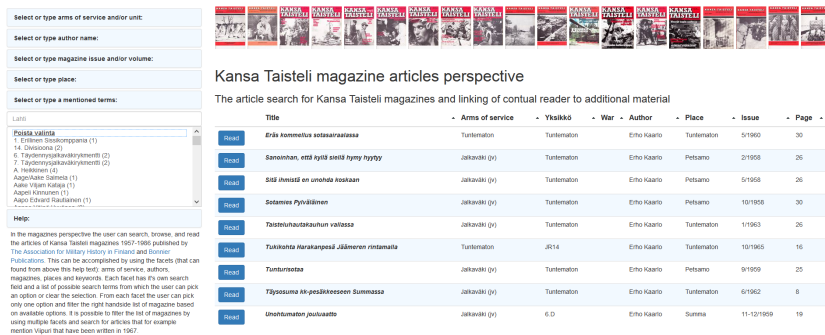 Select or type arms of service and/or unit:
Select or type author name:
Select or type magazine issue and/or volume:
Select or type place:
Select or type a mentioned terms:
Lahti
Poista valinta
1. Erillinen Sissikomppania (1)
14. Divisioona (2)
6. Täydennysjalkaväkirykmentti (2)
7. Täydennysjalkaväkirykmentti (2)
A. Heikkinen (4)
Aage/Aake Salmela (1)
Aake Viljam Kataja (1)
Aapeli Kinnunen (1)
Aapo Edvard Rautiainen (1)
Help:
In the magazines perspective the user can search, browse, and read
the articles of Kansa Taisteli magazines 1957-1986 published by
The Association for Military History in Finland and Bonnier
Publications. This can be accomplished by using the facets (that can
found from above this help text): arms of service, authors,
magazines, places and keywords. Each facet has it's own search
field and a list of possible search terms from which the user can pick
an option or clear the selection. From each facet the user can pick
only one option and filter the right handside list of magazine based
on available options. It is possible to filter the list of magazines by
using multiple facets and search for articles that for example
mention Viipuri that have been written in 1967.
KANSA TAISTELI
Kansa Taisteli magazine articles perspective
The article search for Kansa Taisteli magazines and linking of contual reader to additional material
Title Arms of service Yksikkö War Author Place Issue Page
Read Eräs kommellus sotasairaalassa Tuntematon Tuntematon Erho Kaarlo Tuntematon 5/1960 30
Read Sanoinhan, että kyllä siellä hymy hyytyy Jalkaväki (jv) Tuntematon Erho Kaarlo Petsamo 2/1958 26
Read Sitä ihmistä en unohda koskaan Jalkaväki (jv) Tuntematon Erho Kaarlo Petsamo 5/1958 26
Read Sotamies Pylväläinen Jalkaväki (jv) Tuntematon Erho Kaarlo Petsamo 10/1956 30
Read Taisteluhautakauhun vallassa Jalkaväki (jv) Tuntematon Erho Kaarlo Tuntematon 1/1963 26
Read Tukikohta Harakanpesä Jäämeren rintamalla Tuntematon JR14 Erho Kaarlo Tuntematon 10/1965 16
Read Tunturisotaa Jalkaväki (jv) Tuntematon Erho Kaarlo Petsamo 9/1959 25
Read Täysosuma kk-pesäkkeeseen Summassa Jalkaväki (jv) Tuntematon Erho Kaarlo Tuntematon 6/1962 8
Read Unohtumaton jouluaatto Jalkaväki (jv) 6.D Erho Kaarlo Summa 11-12/1959 19